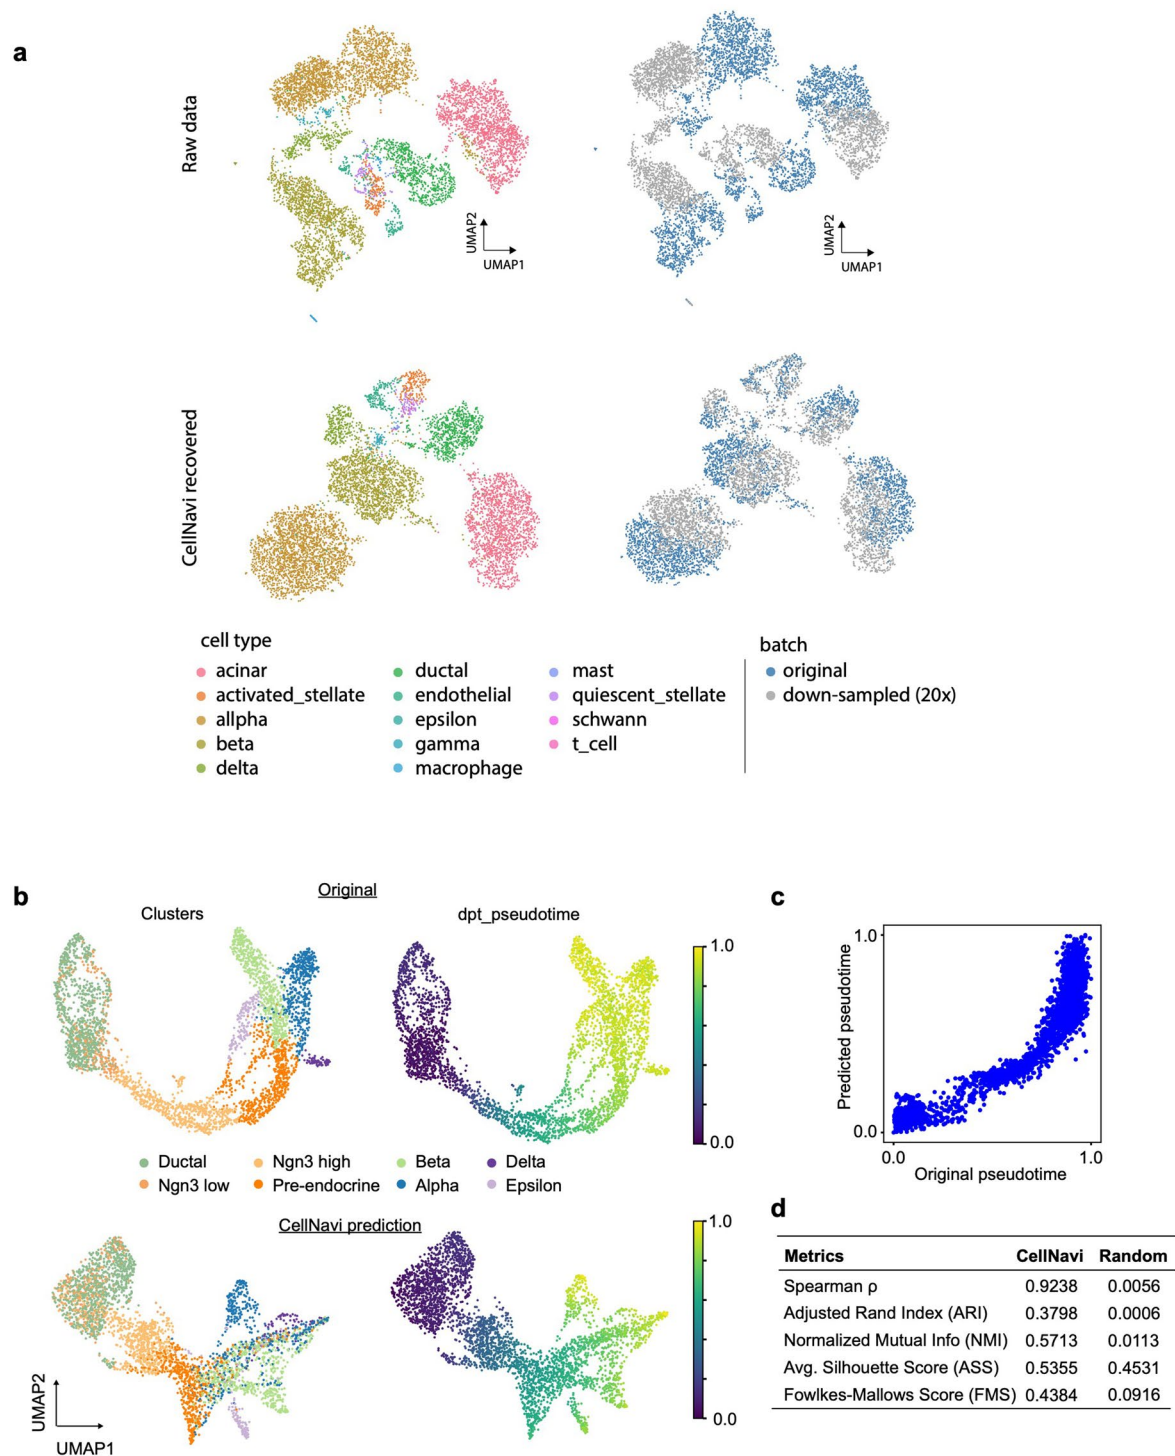 a
Raw data
UMAP2
UMAP1
UMAP2
UMAP1
CellNavi recovered
cell type
acinar
activated_stellate
allpha
beta
delta
ductal
endothelial
epsilon
gamma
macrophage
mast
quiescent_stellate
schwann
t_cell
batch
original
down-sampled (20x)
b
Original
Clusters
dpt_pseudotime
1.0
0.0
Ductal
Ngn3 high
Beta
Delta
Ngn3 low
Pre-endocrine
Alpha
Epsilon
CellNavi prediction
1.0
0.0
UMAP2
UMAP1
c
1.0
Predicted pseudotime
0.0
0.0
1.0
Original pseudotime
d
Metrics CellNavi Random
Spearman ρ 0.9238 0.0056
Adjusted Rand Index (ARI) 0.3798 0.0006
Normalized Mutual Info (NMI) 0.5713 0.0113
Avg. Silhouette Score (ASS) 0.5355 0.4531
Fowlkes-Mallows Score (FMS) 0.4384 0.0916